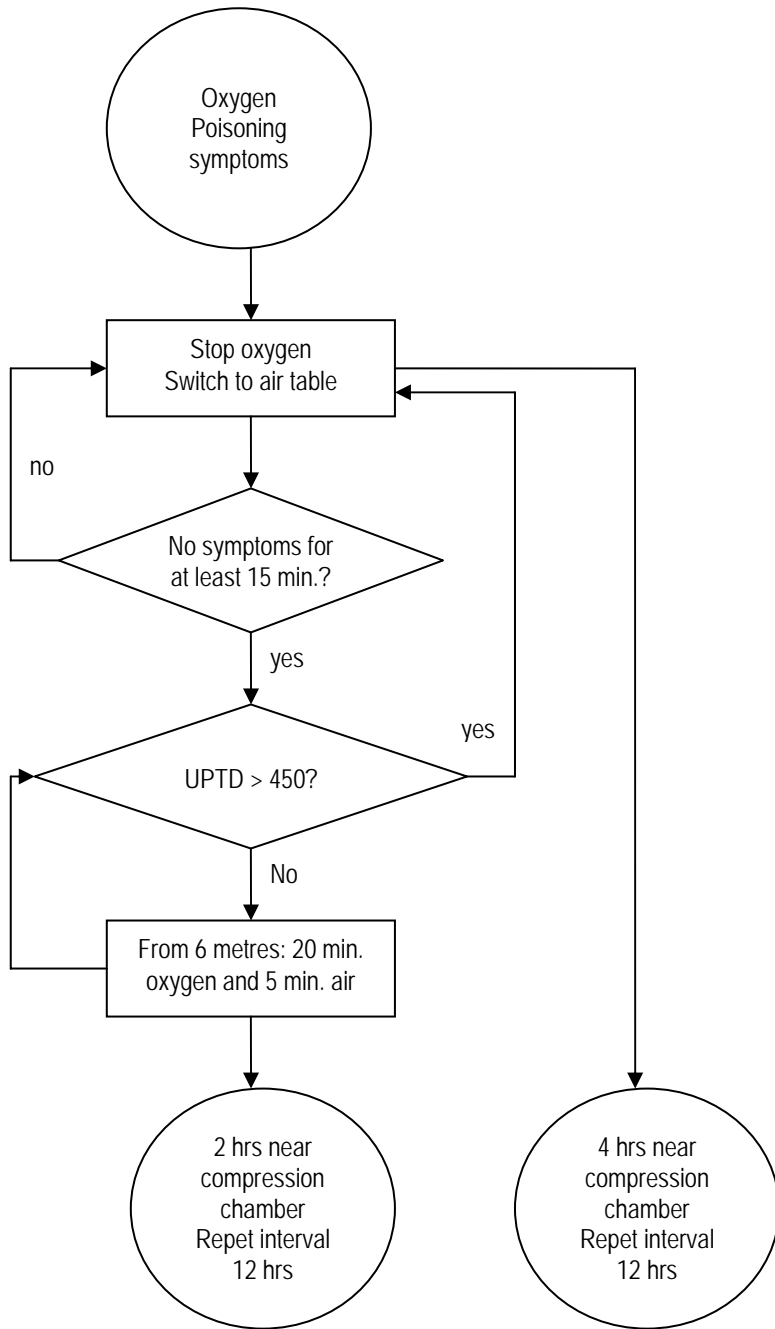 Oxygen
Poisoning
symptoms
Stop oxygen
Switch to air table
no
No symptoms for
at least 15 min.?
yes
yes
UPTD > 450?
No
From 6 metres: 20 min.
oxygen and 5 min. air
2 hrs near
compression
chamber
Repet interval
12 hrs
4 hrs near
compression
chamber
Repet interval
12 hrs